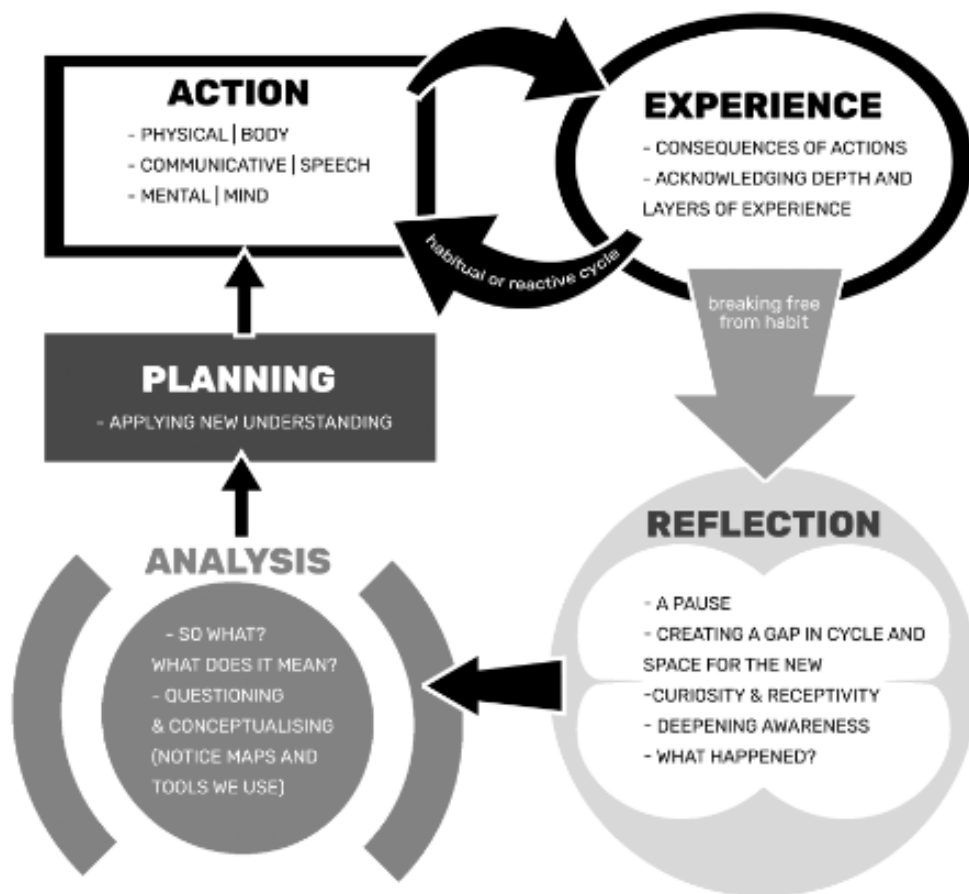 ACTION
- PHYSICAL | BODY
- COMMUNICATIVE | SPEECH
- MENTAL | MIND
EXPERIENCE
- CONSEQUENCES OF ACTIONS
- ACKNOWLEDGING DEPTH AND
LAYERS OF EXPERIENCE
habitual or reactive cycle
breaking free
from habit
PLANNING
- APPLYING NEW UNDERSTANDING
REFLECTION
- A PAUSE
- CREATING A GAP IN CYCLE AND
SPACE FOR THE NEW
-CURIOSITY & RECEPTIVITY
- DEEPENING AWARENESS
- WHAT HAPPENED?
ANALYSIS
- SO WHAT?
WHAT DOES IT MEAN?
- QUESTIONING
& CONCEPTUALISING
(NOTICE MAPS AND
TOOLS WE USE)